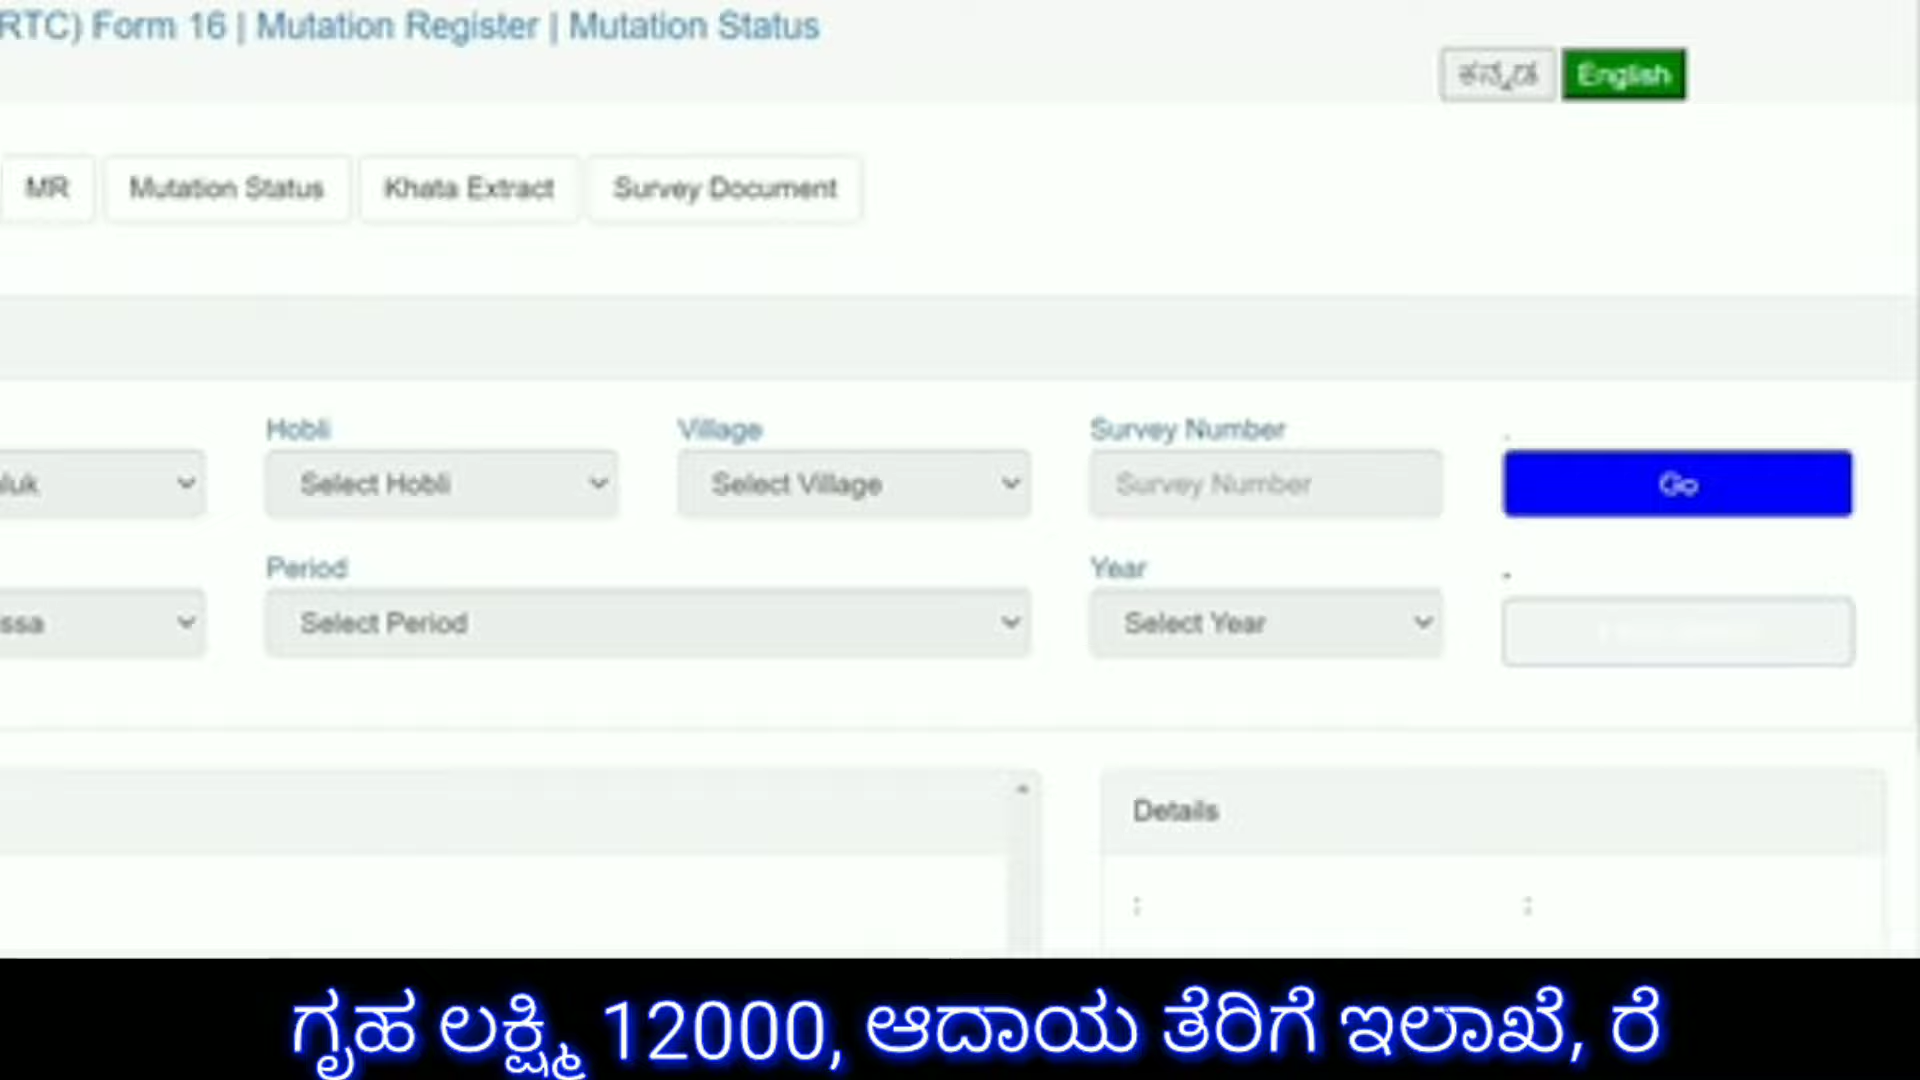 RTC) Form 16 | Mutation Register | Mutation Status
ಕನ್ನಡ English
MR Mutation Status Khata Extract Survey Document
Hobli Village Survey Number
luk Select Hobli Select Village Survey Number Go
Period Year
ssa Select Period Select Year
Details
: :
ಗೃಹ ಲಕ್ಷ್ಮಿ 12000, ಆದಾಯ ತೆರಿಗೆ ಇಲಾಖೆ, ರೆ